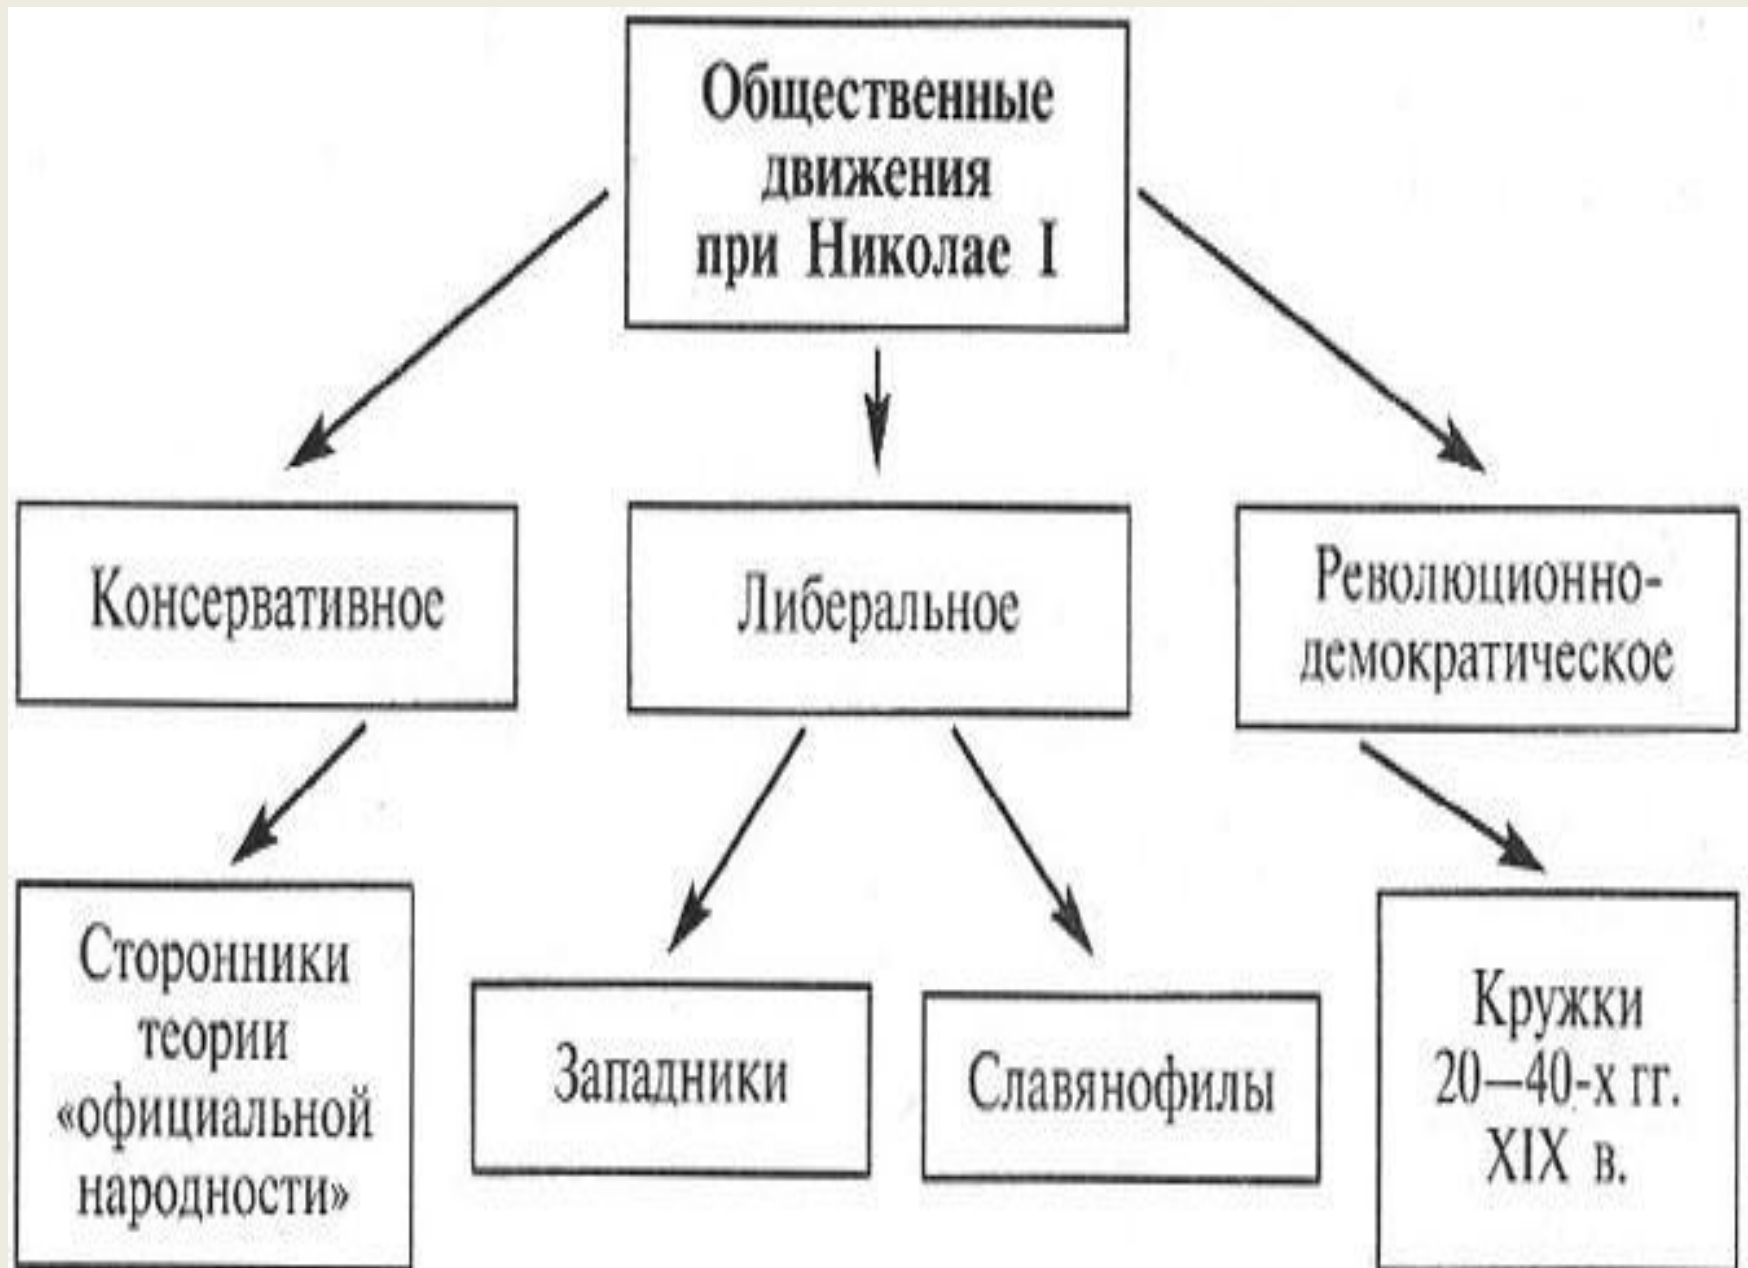 Общественные
движения
при Николае I
Консервативное
Либеральное
Революционно-
демократическое
Сторонники
теории
«официальной
народности»
Западники
Славянофилы
Кружки
20—40-х гг.
XIX в.